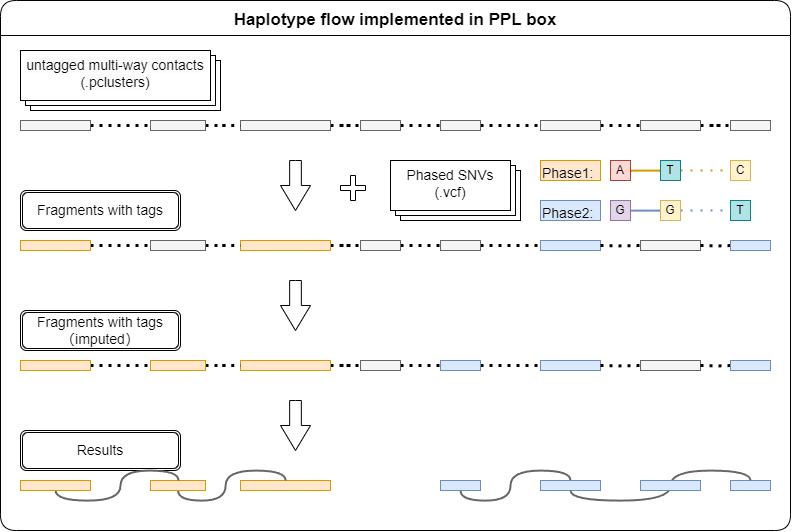 Haplotype flow implemented in PPL box
untagged multi-way contacts
(.pclusters)
Phased SNVs
(.vcf)
Phase1: A T C
Phase2: G G T
Fragments with tags
Fragments with tags
(imputed)
Results